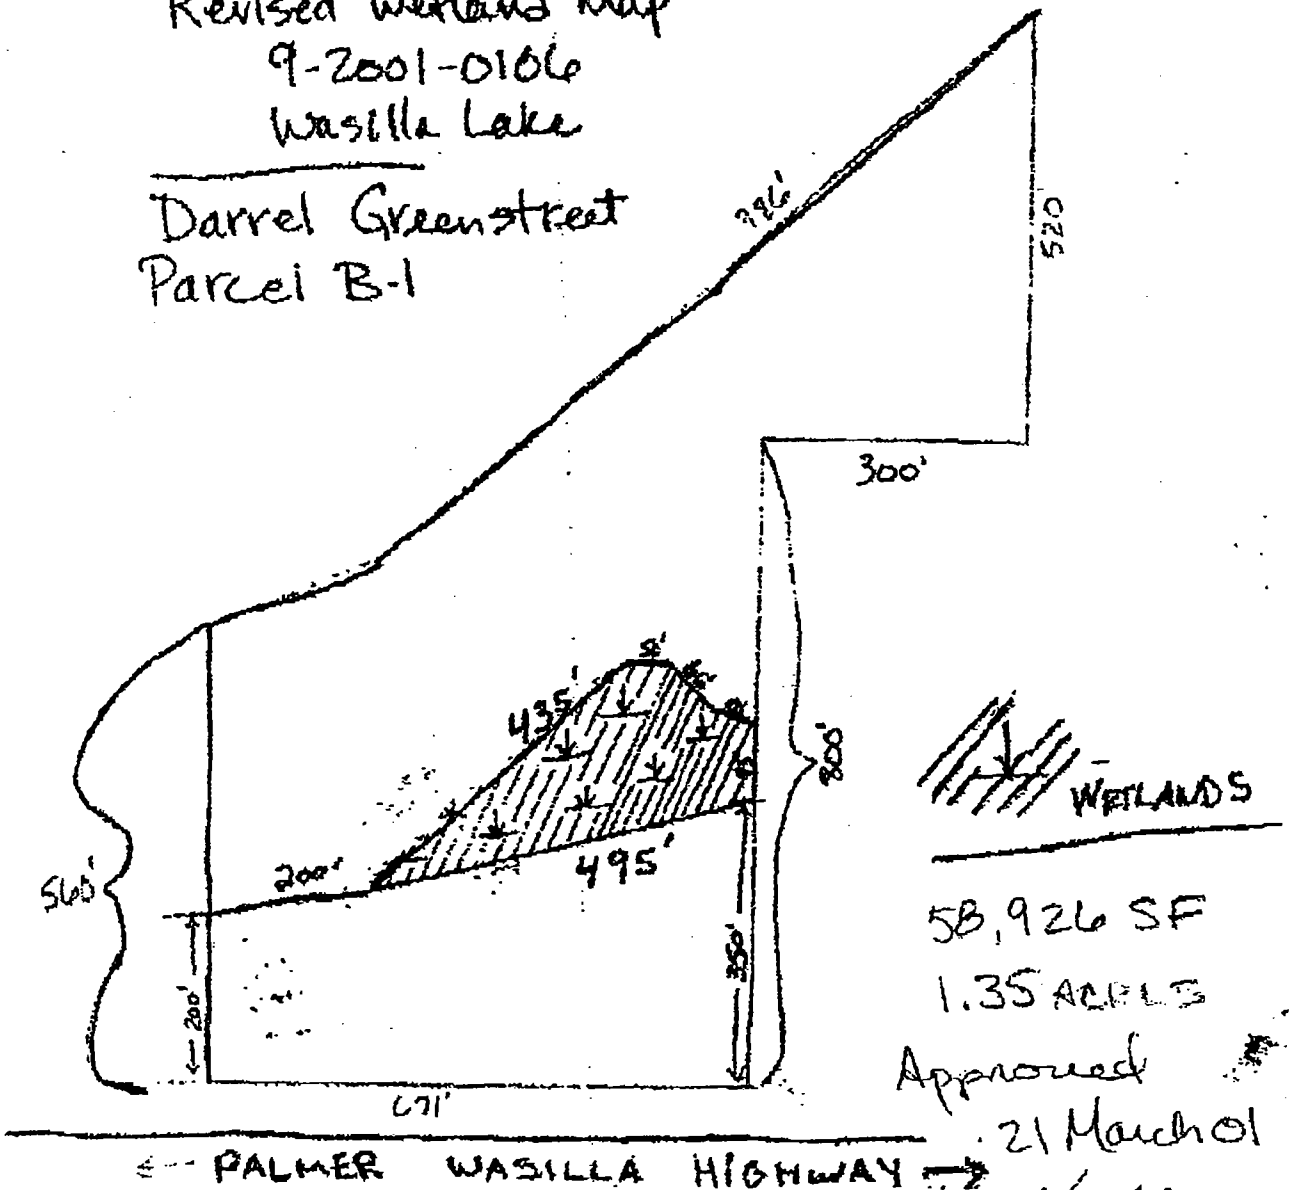 Revised Wetland Map
9-2001-0106
Wasilla Lake
Darrel Greenstreet
Parcel B-1
520
300'
435'
800'
WETLANDS
200'
495'
560'
58,926 SF
350'
1.35 ACRES
200'
671'
Approved
21 March 01
PALMER WASILLA HIGHWAY